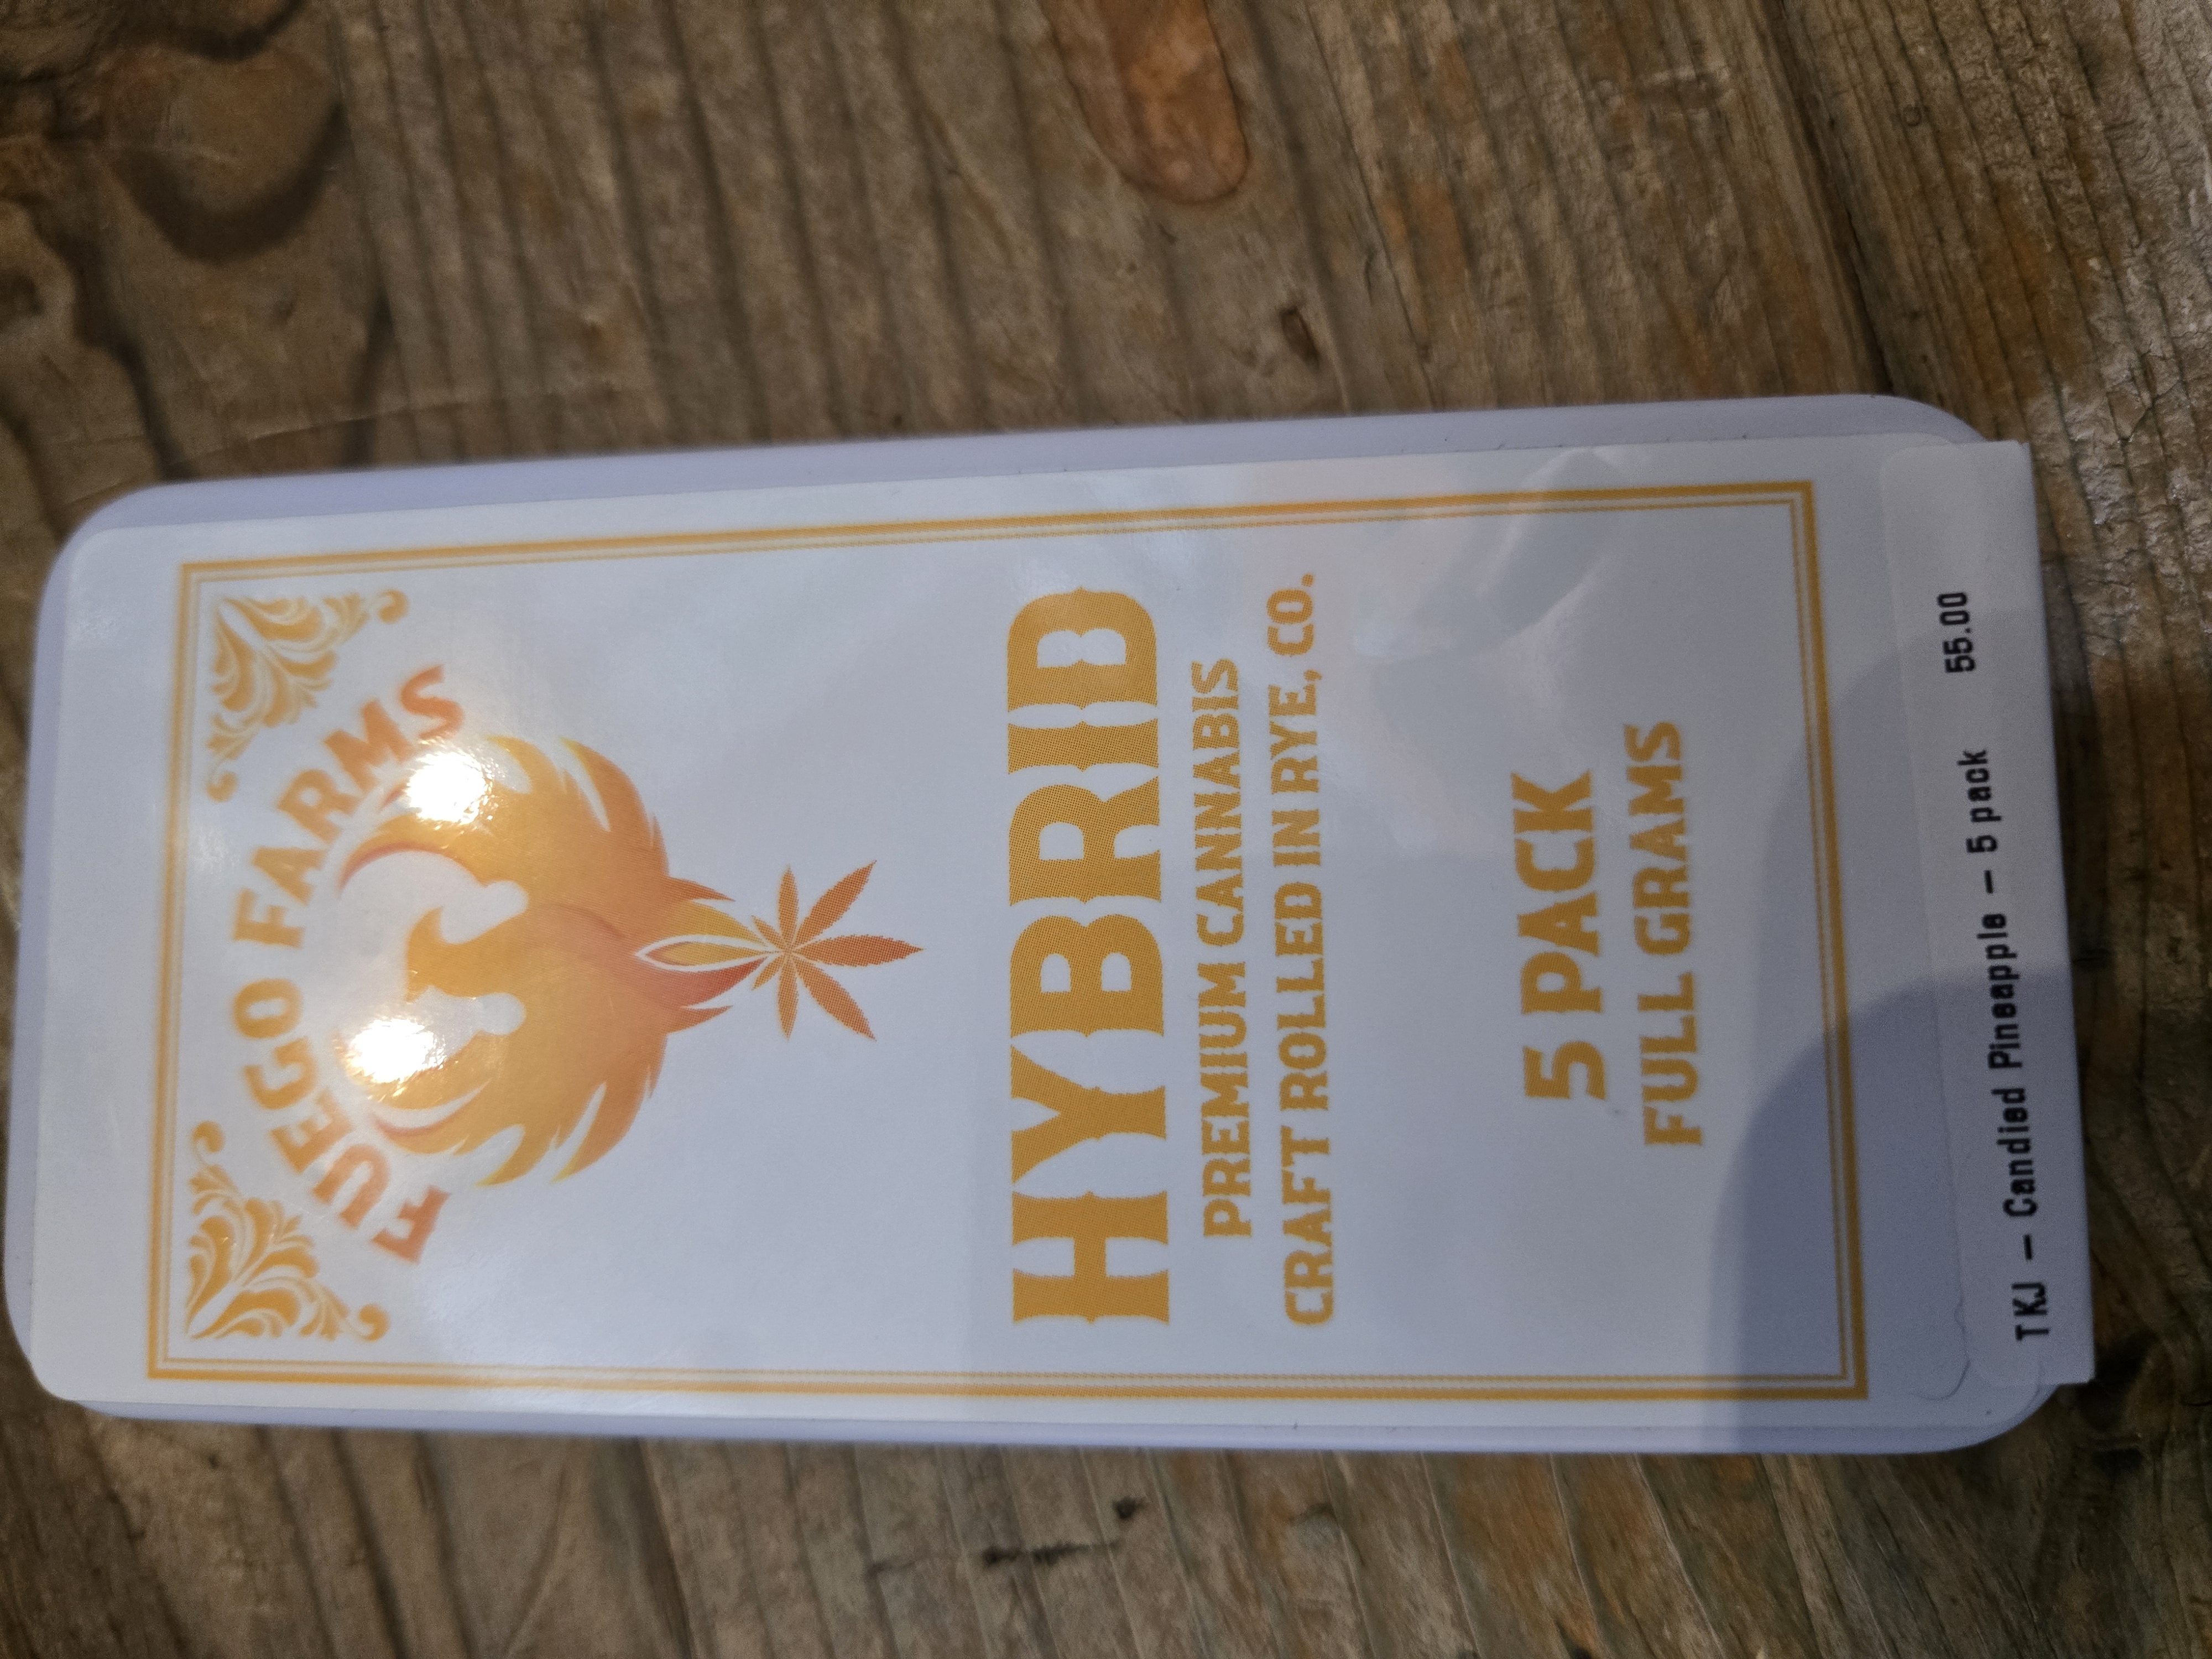 FUEGO FARMS
HYBRID
PREMIUM CANNABIS
CRAFT ROLLED IN RYE, CO.
5 PACK
FULL GRAMS
TKJ - Candied Pineapple - 5 pack 55.00